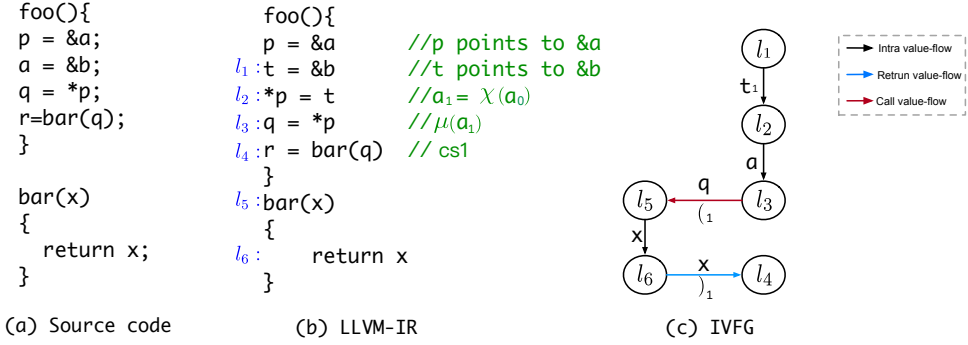 foo(){
p = &a;
a = &b;
q = *p;
r=bar(q);
}
bar(x)
{
return x;
}
(a) Source code
foo(){
p = &a //p points to &a
l₁ : t = &b //t points to &b
l₂ : *p = t //a₁ = χ(a₀)
l₃ : q = *p //μ(a₁)
l₄ : r = bar(q) // cs1
}
l₅ : bar(x)
{
l₆ : return x
}
(b) LLVM-IR
l₁
t₁
l₂
a
l₅ q (₁ l₃
x
l₆ x )₁ l₄
(c) IVFG
Intra value-flow
Retrun value-flow
Call value-flow